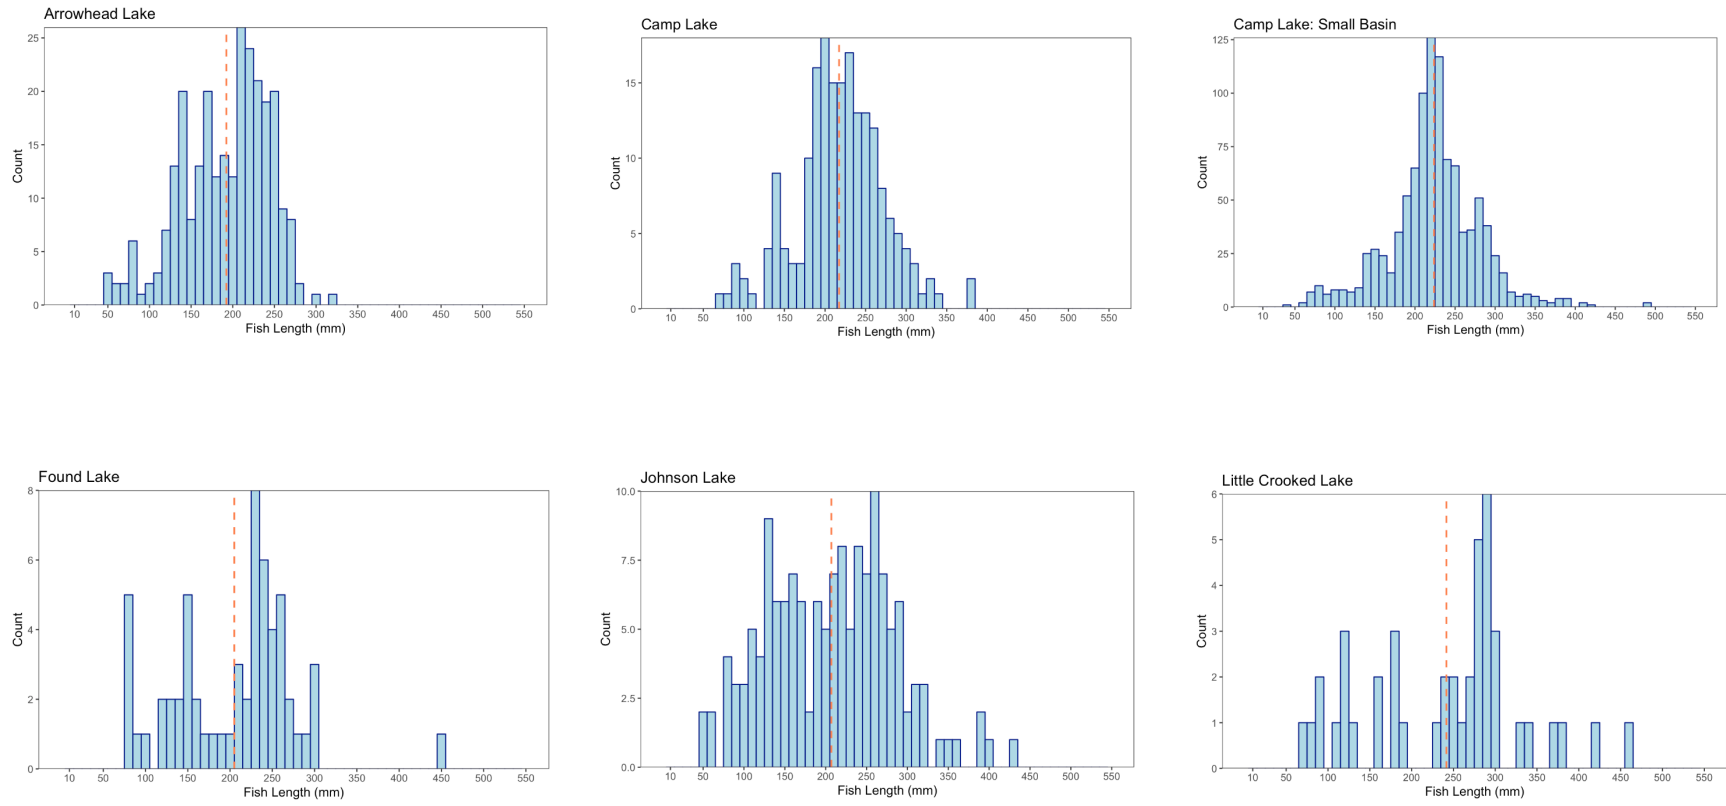 Arrowhead Lake
25
20
15
10
5
0
Count
10 50 100 150 200 250 300 350 400 450 500 550
Fish Length (mm)
Camp Lake
15
10
5
0
Count
10 50 100 150 200 250 300 350 400 450 500 550
Fish Length (mm)
Camp Lake: Small Basin
125
100
75
50
25
0
Count
10 50 100 150 200 250 300 350 400 450 500 550
Fish Length (mm)
Found Lake
8
6
4
2
0
Count
10 50 100 150 200 250 300 350 400 450 500 550
Fish Length (mm)
Johnson Lake
10.0
7.5
5.0
2.5
0.0
Count
10 50 100 150 200 250 300 350 400 450 500 550
Fish Length (mm)
Little Crooked Lake
6
5
4
3
2
1
0
Count
10 50 100 150 200 250 300 350 400 450 500 550
Fish Length (mm)